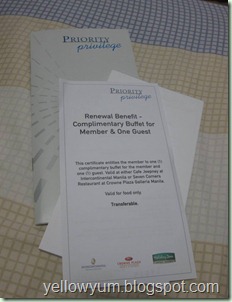 PRIORITY
privilege
PRIORITY
privilege
Renewal Benefit -
Complimentary Buffet for
Member & One Guest
This certificate entitles the member to one (1)
complimentary buffet for the member and
one (1) guest. Valid at either Cafe Jeepney at
InterContinental Manila or Seven Corners
Restaurant at Crowne Plaza Galleria Manila.
Valid for food only.
Transferable.
CROWNE PLAZA
yellowyum.blogspot.com